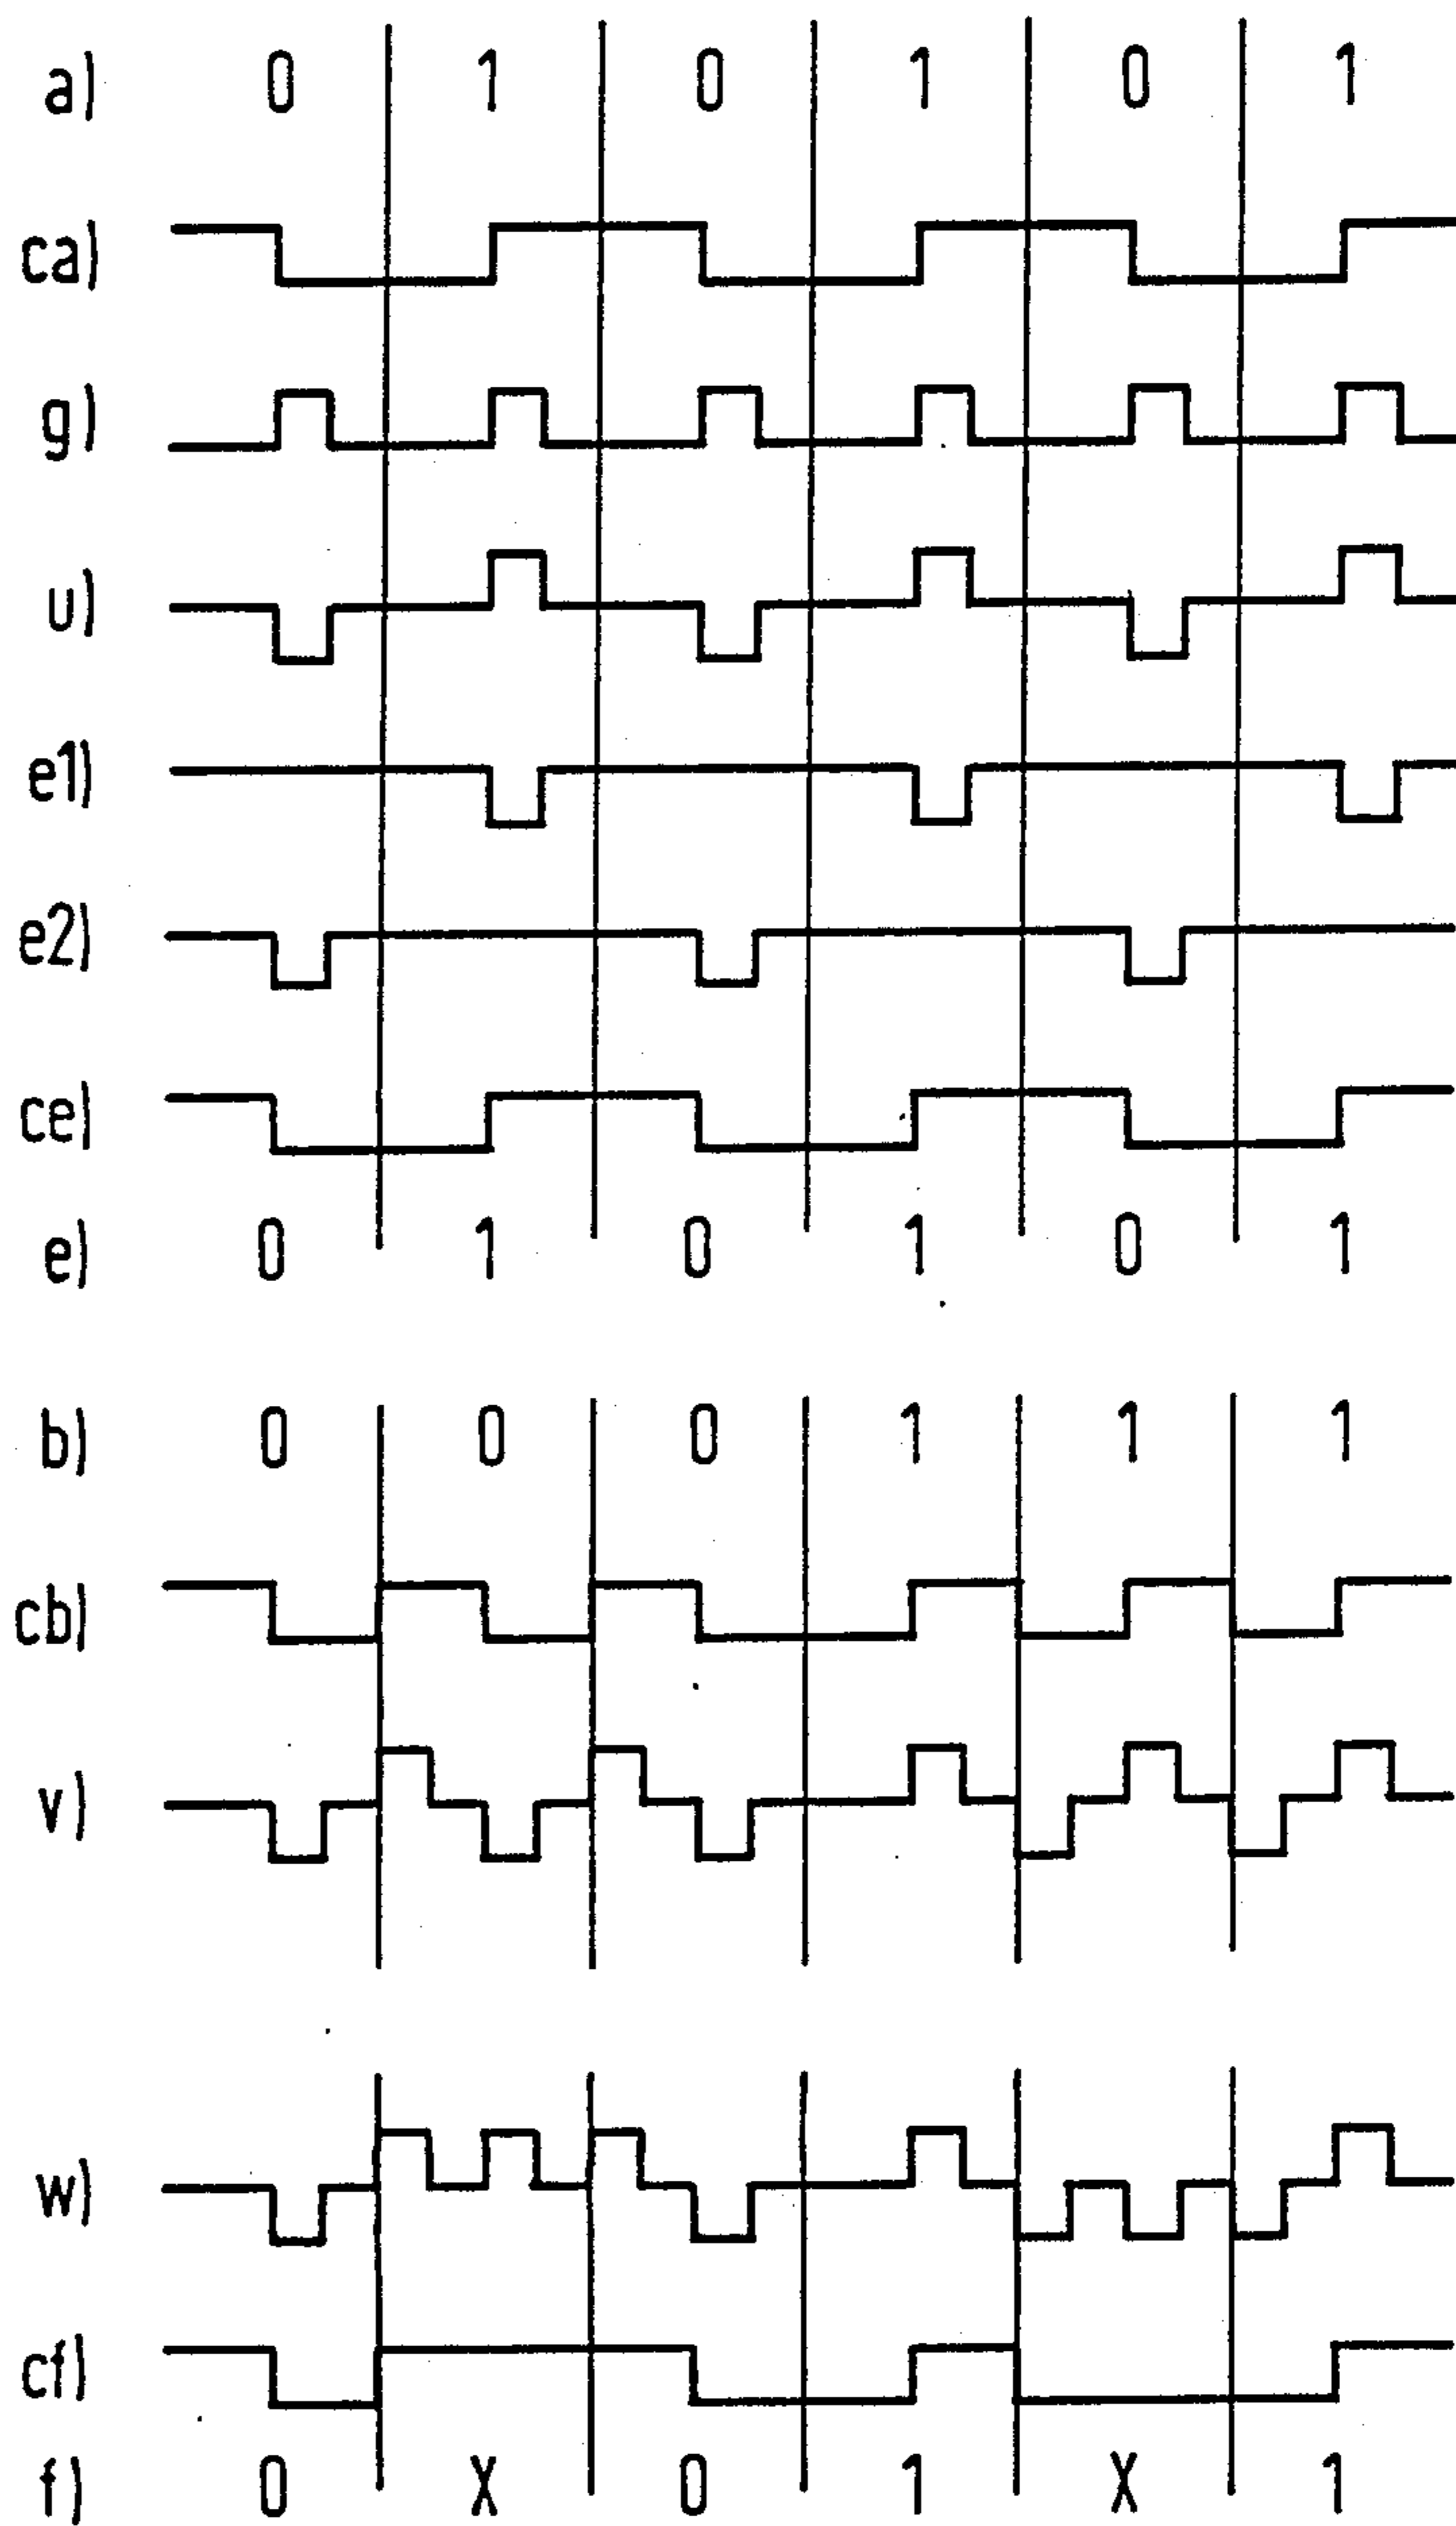 a) 0 1 0 1 0 1
ca)
g)
u)
e1)
e2)
ce)
e) 0 1 0 1 0 1
b) 0 0 0 1 1 1
cb)
v)
w)
cf)
f) 0 X 0 1 X 1